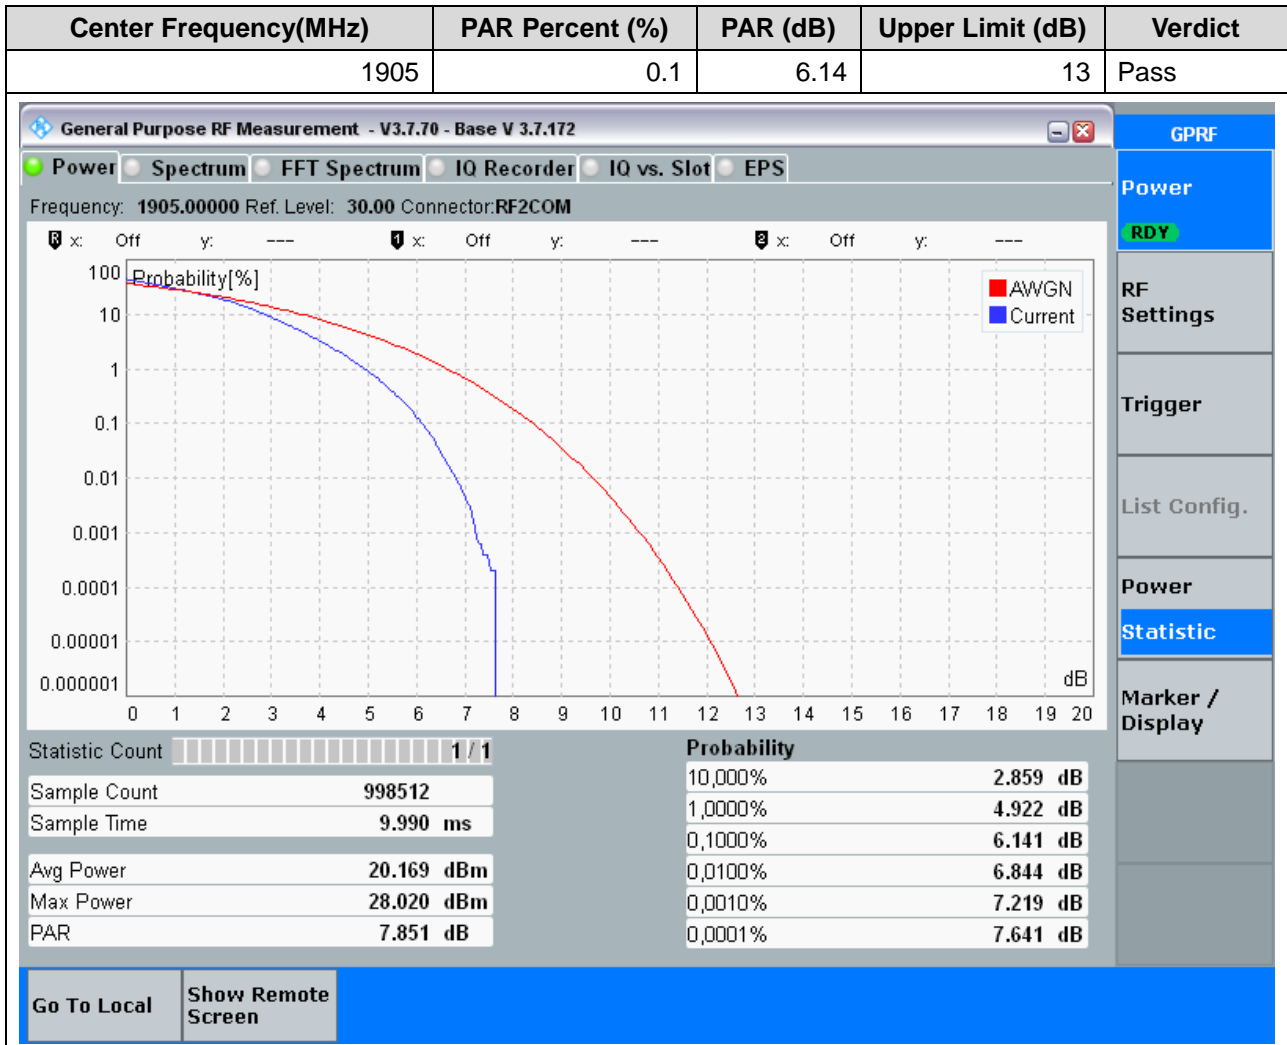 Center Frequency(MHz) PAR Percent (%) PAR (dB) Upper Limit (dB) Verdict
1905 0.1 6.14 13 Pass
General Purpose RF Measurement - V3.7.70 - Base V 3.7.172
GPRF
Power Spectrum FFT Spectrum IQ Recorder IQ vs. Slot EPS
Frequency: 1905.00000 Ref. Level: 30.00 Connector:RF2COM
Power
RDY
R x: Off y: --- 1 x: Off y: --- 2 x: Off y: ---
Probability[%]
AWGN
Current
100
10
1
0.1
0.01
0.001
0.0001
0.00001
0.000001
dB
0 1 2 3 4 5 6 7 8 9 10 11 12 13 14 15 16 17 18 19 20
RF
Settings
Trigger
List Config.
Power
Statistic
Marker /
Display
Statistic Count 1 / 1
Sample Count 998512
Sample Time 9.990 ms
Avg Power 20.169 dBm
Max Power 28.020 dBm
PAR 7.851 dB
Probability
10,000% 2.859 dB
1,0000% 4.922 dB
0,1000% 6.141 dB
0,0100% 6.844 dB
0,0010% 7.219 dB
0,0001% 7.641 dB
Go To Local
Show Remote
Screen